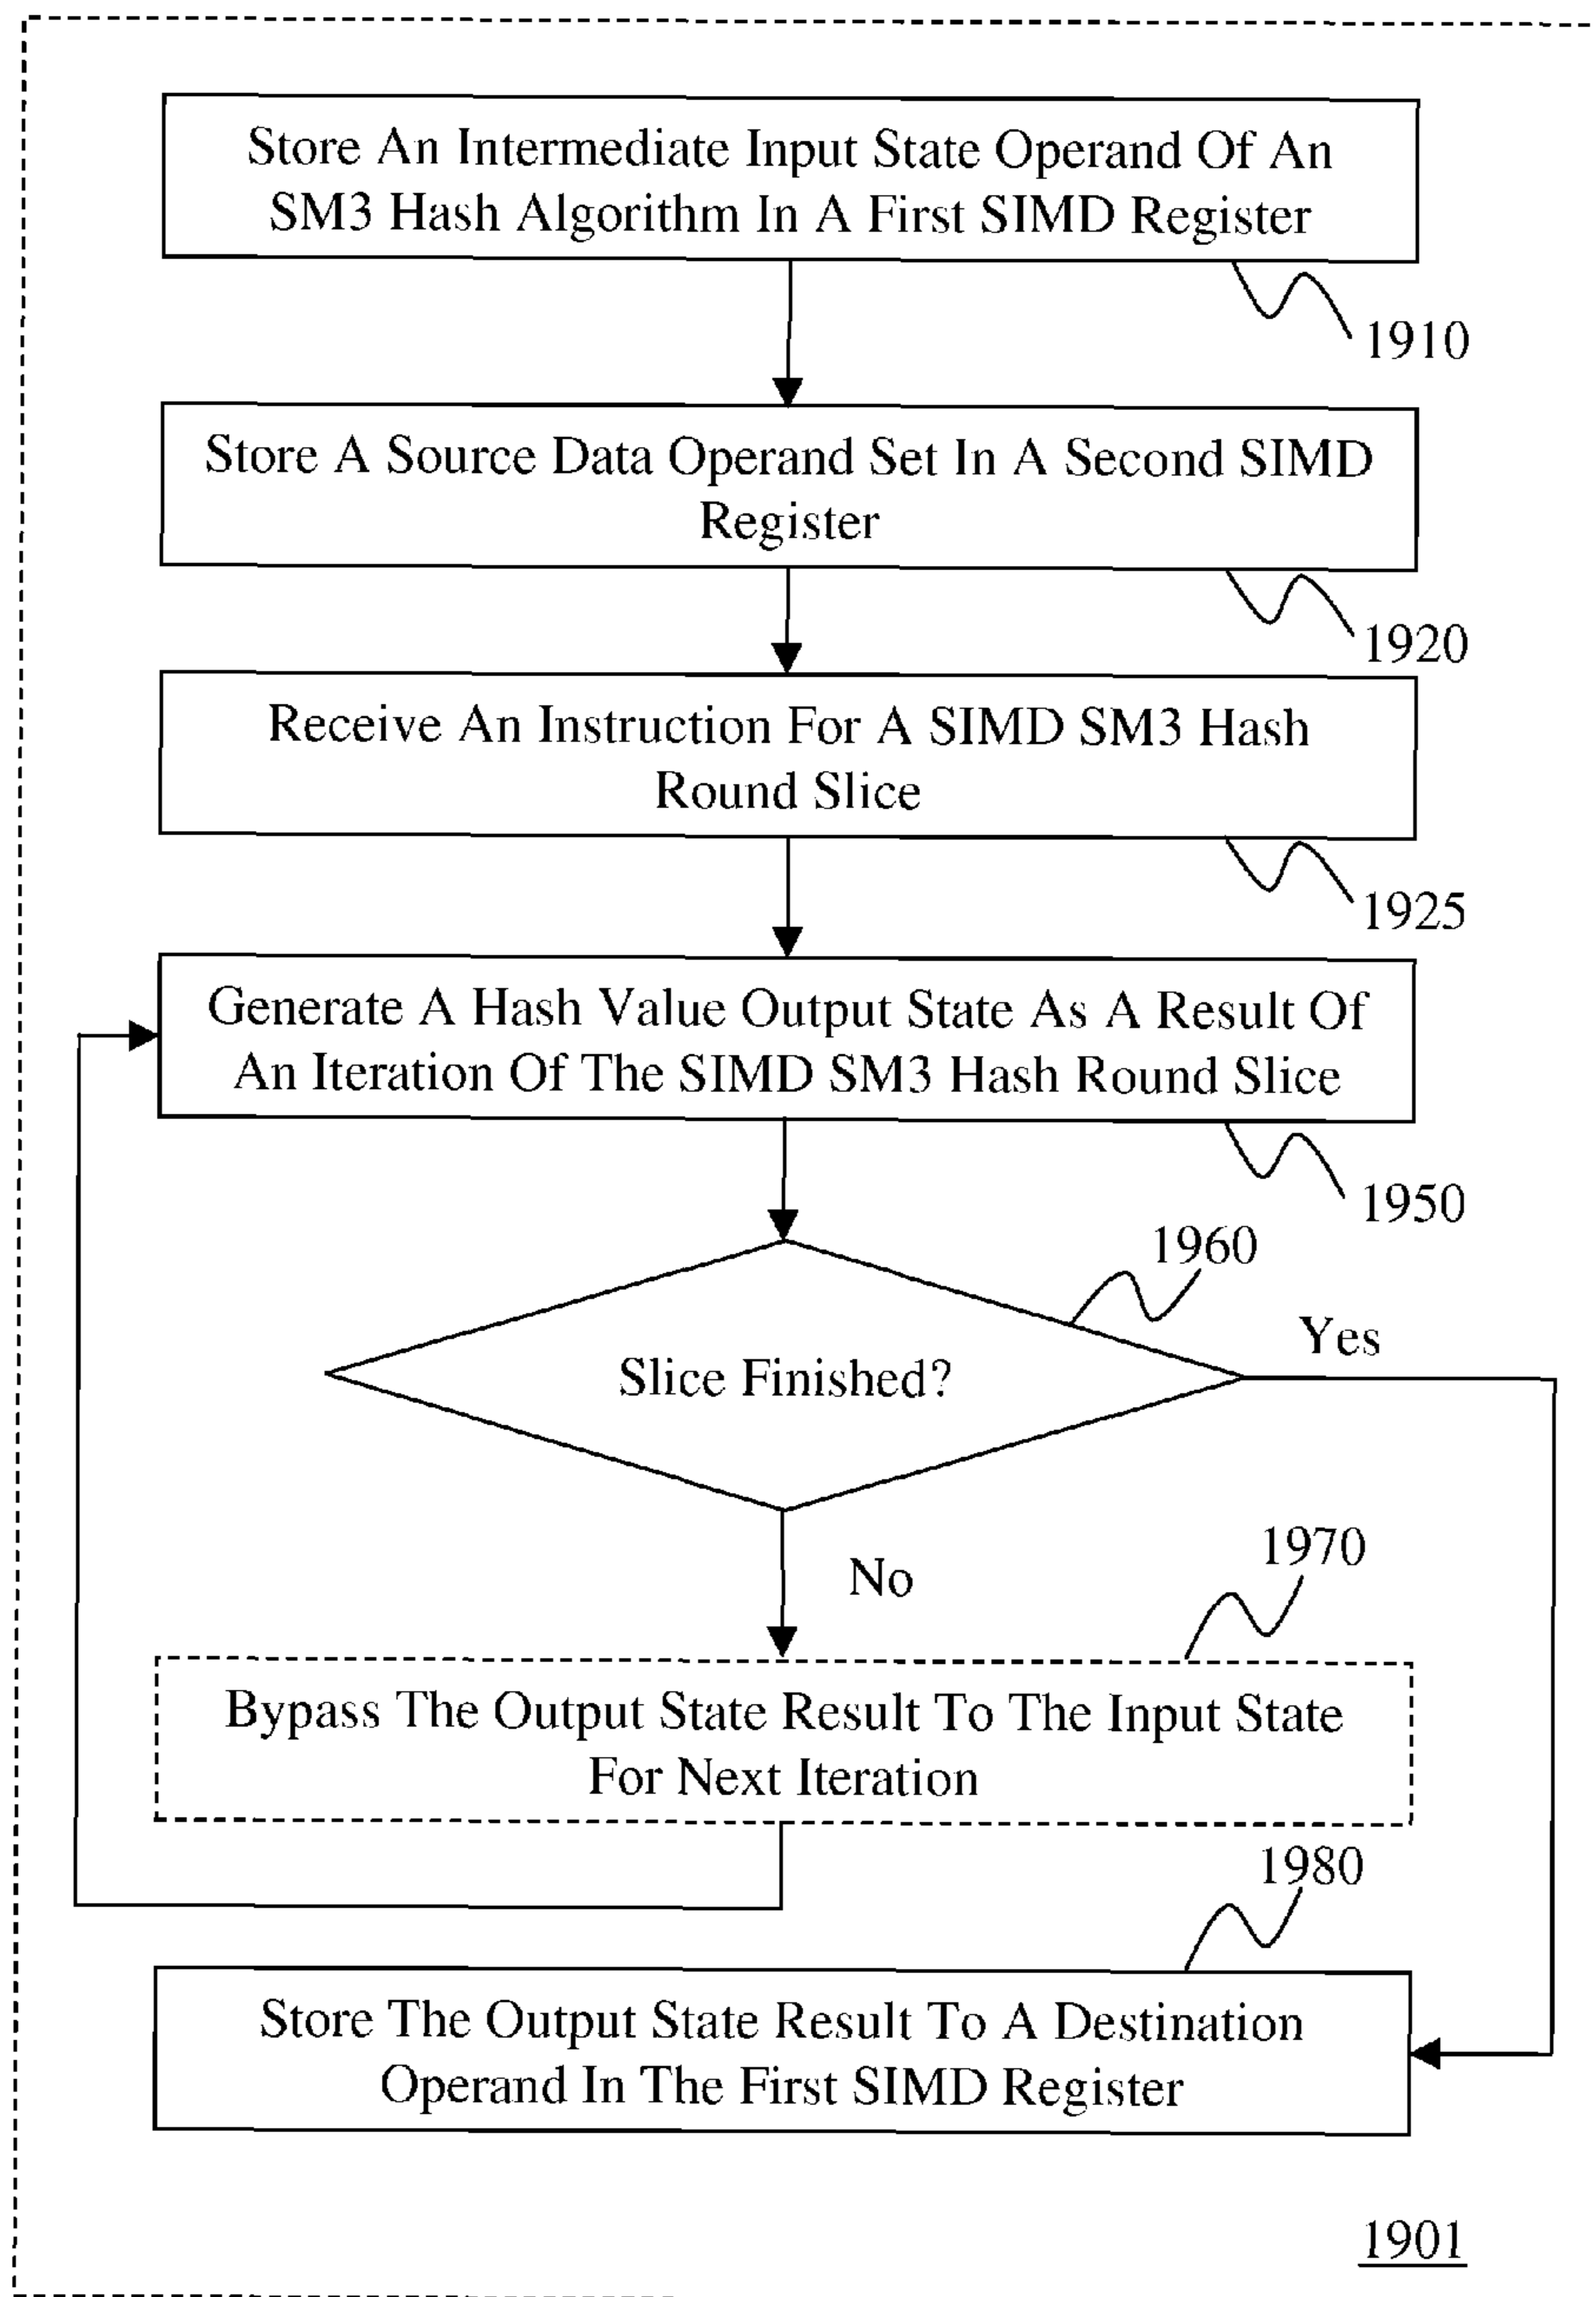 Store An Intermediate Input State Operand Of An
SM3 Hash Algorithm In A First SIMD Register
1910
Store A Source Data Operand Set In A Second SIMD
Register
1920
Receive An Instruction For A SIMD SM3 Hash
Round Slice
1925
Generate A Hash Value Output State As A Result Of
An Iteration Of The SIMD SM3 Hash Round Slice
1950
1960
Yes
Slice Finished?
No
1970
Bypass The Output State Result To The Input State
For Next Iteration
1980
Store The Output State Result To A Destination
Operand In The First SIMD Register
1901